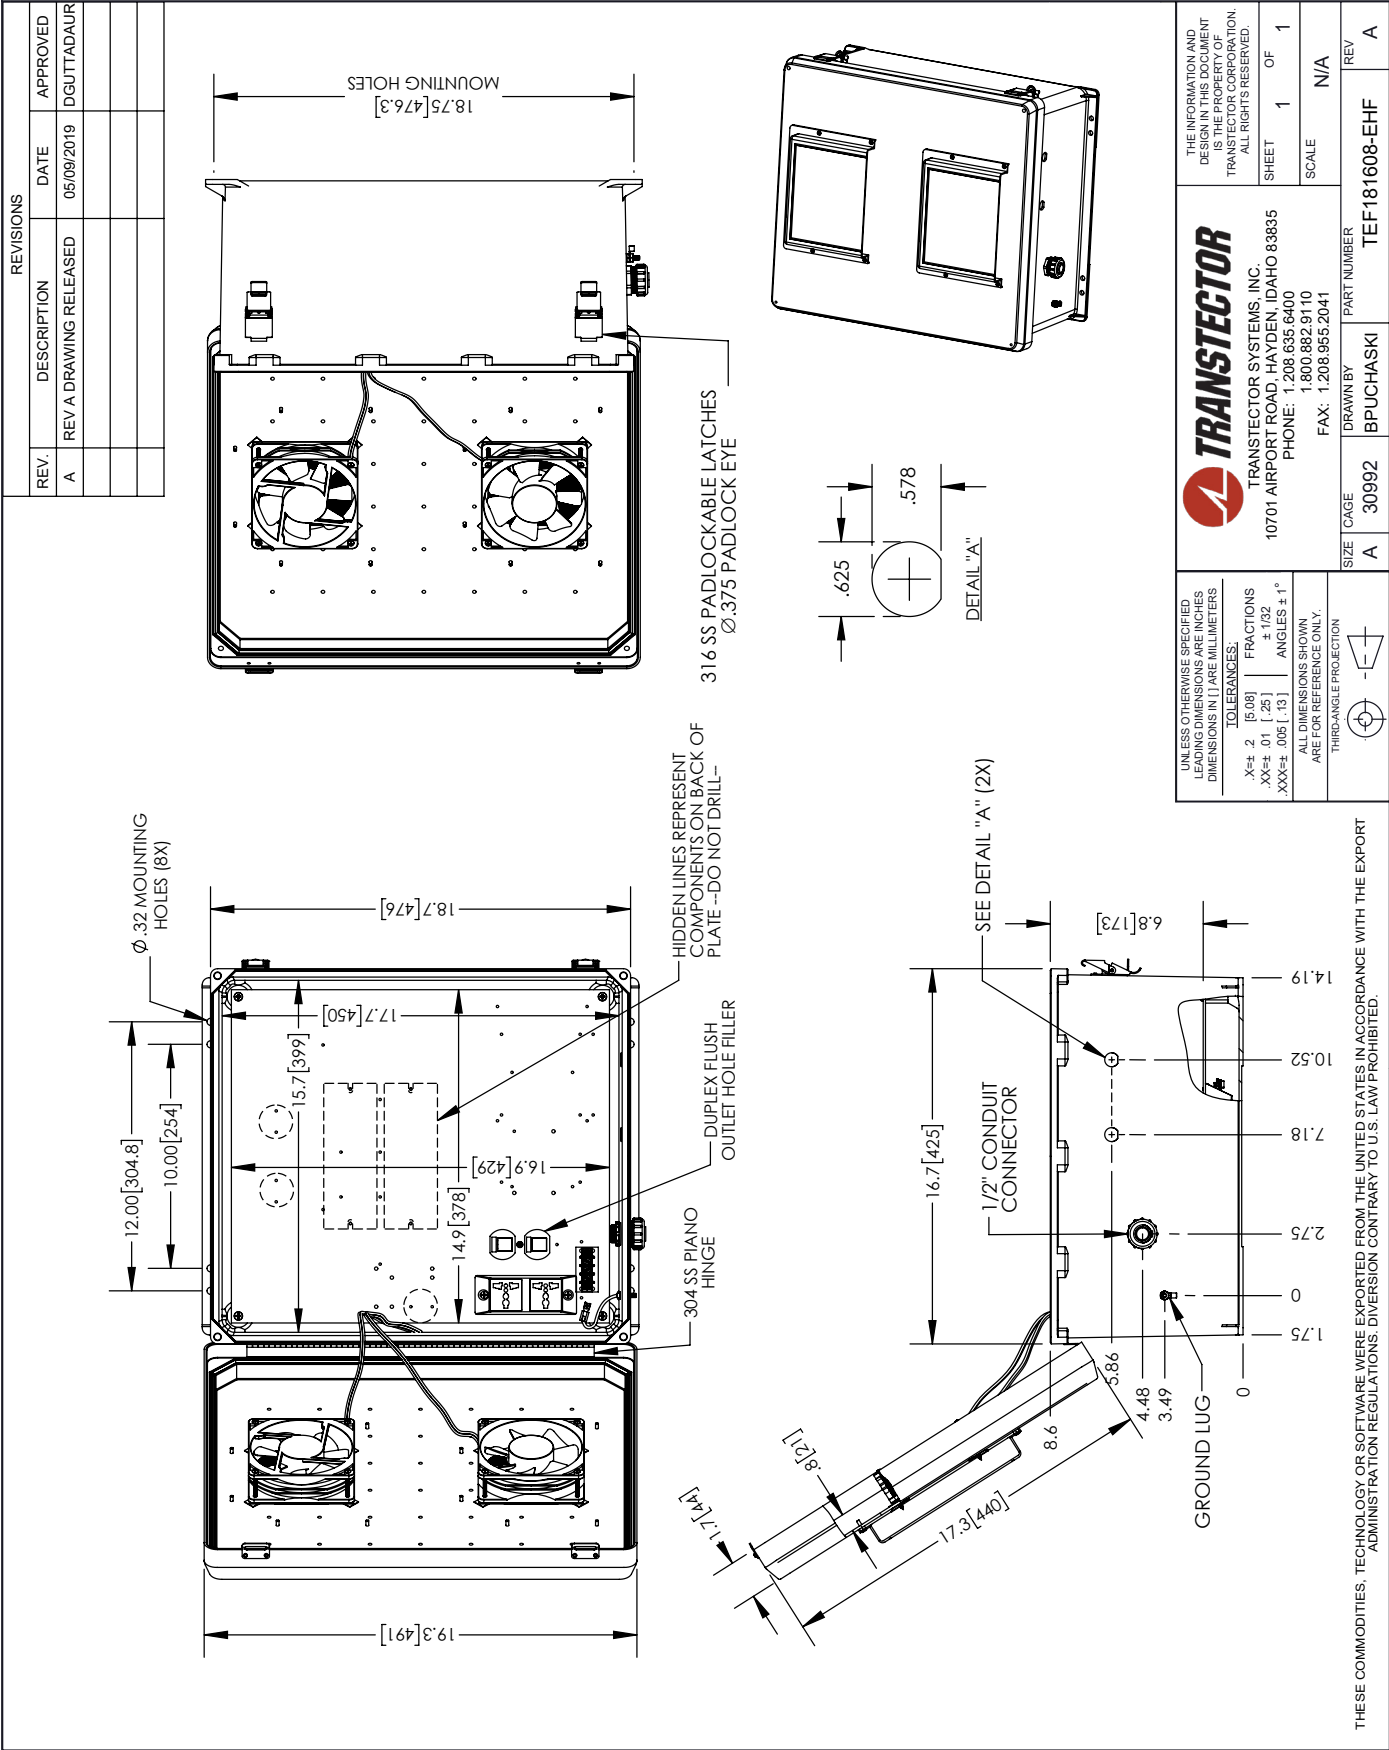 REVISIONS
REV. DESCRIPTION DATE APPROVED
A REV A DRAWING RELEASED 05/09/2019 DGUTTADAUR
Ø.32 MOUNTING
HOLES (8X)
12.00[304.8]
10.00[254]
18.7[476]
15.7[399]
17.7[450]
16.9[429]
14.9[378]
19.3[491]
HIDDEN LINES REPRESENT
COMPONENTS ON BACK OF
PLATE --DO NOT DRILL--
DUPLEX FLUSH
OUTLET HOLE FILLER
304 SS PIANO
HINGE
18.75[476.3]
MOUNTING HOLES
316 SS PADLOCKABLE LATCHES
Ø.375 PADLOCK EYE
.625
.578
DETAIL "A"
SEE DETAIL "A" (2X)
1/2" CONDUIT
CONNECTOR
16.7[425]
6.8[173]
1.7[44]
.8[21]
17.3[440]
8.6
5.86
4.48
3.49
0
GROUND LUG
1.75
0
2.75
7.18
10.52
14.19
UNLESS OTHERWISE SPECIFIED
LEADING DIMENSIONS ARE INCHES
DIMENSIONS IN [ ] ARE MILLIMETERS
TOLERANCES:
.X=± .2 [5.08] FRACTIONS
.XX=± .01 [.25] ± 1/32
.XXX=± .005 [.13] ANGLES ± 1°
ALL DIMENSIONS SHOWN
ARE FOR REFERENCE ONLY.
THIRD-ANGLE PROJECTION
TRANSTECTOR
TRANSTECTOR SYSTEMS, INC.
10701 AIRPORT ROAD, HAYDEN, IDAHO 83835
PHONE: 1.208.635.6400
1.800.882.9110
FAX: 1.208.955.2041
THE INFORMATION AND
DESIGN IN THIS DOCUMENT
IS THE PROPERTY OF
TRANSTECTOR CORPORATION.
ALL RIGHTS RESERVED.
SHEET 1 OF 1
SCALE N/A
SIZE A
CAGE 30992
DRAWN BY BPUCHASKI
PART NUMBER TEF181608-EHF
REV A
THESE COMMODITIES, TECHNOLOGY OR SOFTWARE WERE EXPORTED FROM THE UNITED STATES IN ACCORDANCE WITH THE EXPORT
ADMINISTRATION REGULATIONS. DIVERSION CONTRARY TO U.S. LAW PROHIBITED.